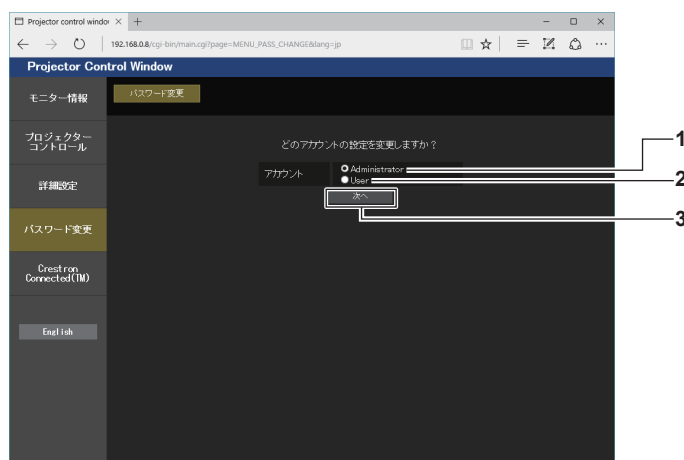 Projector control window
192.168.0.8/cgi-bin/main.cgi?page=MENU_PASS_CHANGE&lang=jp
Projector Control Window
モニター情報
パスワード変更
プロジェクター
コントロール
どのアカウントの設定を変更しますか？
アカウント
Administrator
User
次へ
1
2
3
詳細設定
パスワード変更
Crestron
Connected(TM)
English